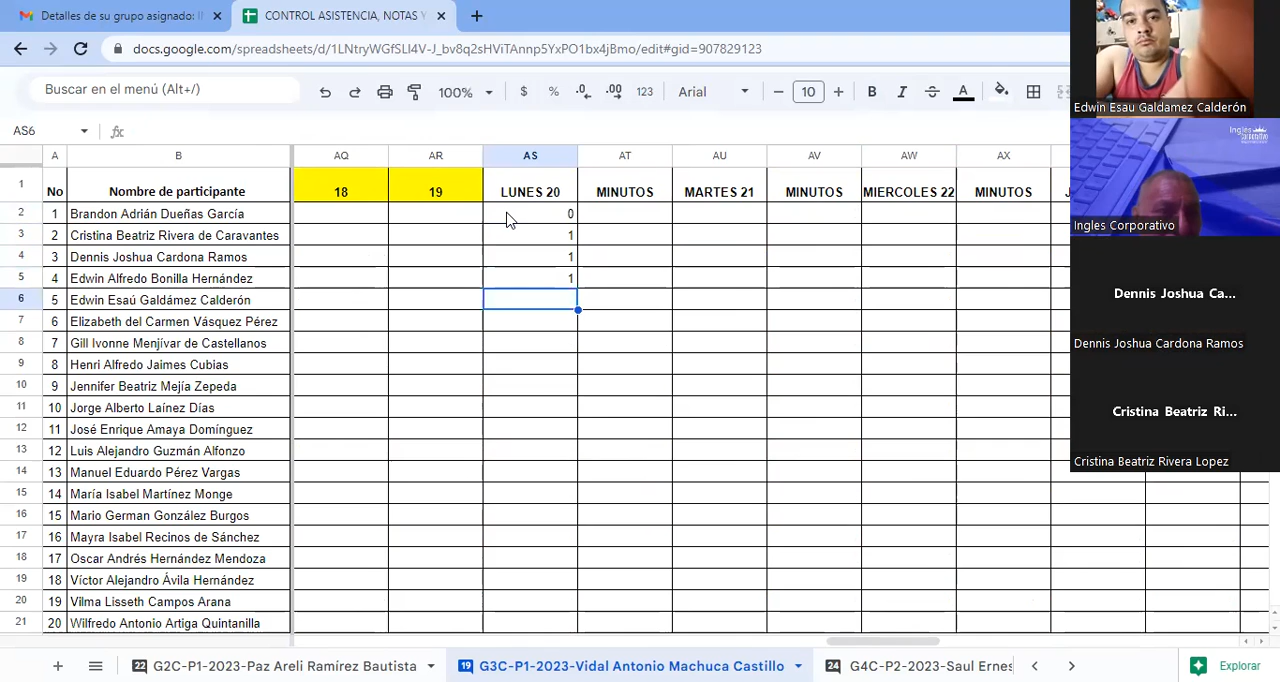 Detalles de su grupo asignado: I
CONTROL ASISTENCIA, NOTAS Y
docs.google.com/spreadsheets/d/1LNtryWGfSLl4V-J_bv8q2sHViTAnnp5YxPO1bx4jBmo/edit#gid=907829123
Buscar en el menú (Alt+/)
100%
$ % .0 .00 123
Arial
10
B I A
AS6
fx
A B AQ AR AS AT AU AV AW AX
1 No Nombre de participante 18 19 LUNES 20 MINUTOS MARTES 21 MINUTOS MIERCOLES 22 MINUTOS
2 1 Brandon Adrián Dueñas García 0
3 2 Cristina Beatriz Rivera de Caravantes 1
4 3 Dennis Joshua Cardona Ramos 1
5 4 Edwin Alfredo Bonilla Hernández 1
6 5 Edwin Esaú Galdámez Calderón
7 6 Elizabeth del Carmen Vásquez Pérez
8 7 Gill Ivonne Menjívar de Castellanos
9 8 Henri Alfredo Jaimes Cubias
10 9 Jennifer Beatriz Mejía Zepeda
11 10 Jorge Alberto Laínez Días
12 11 José Enrique Amaya Domínguez
13 12 Luis Alejandro Guzmán Alfonzo
14 13 Manuel Eduardo Pérez Vargas
15 14 María Isabel Martínez Monge
16 15 Mario German González Burgos
17 16 Mayra Isabel Recinos de Sánchez
18 17 Oscar Andrés Hernández Mendoza
19 18 Víctor Alejandro Ávila Hernández
20 19 Vilma Lisseth Campos Arana
21 20 Wilfredo Antonio Artiga Quintanilla
22 G2C-P1-2023-Paz Areli Ramírez Bautista
19 G3C-P1-2023-Vidal Antonio Machuca Castillo
24 G4C-P2-2023-Saul Ernes
Explorar
Edwin Esau Galdamez Calderón
Ingles
Ingles Corporativo
Dennis Joshua Ca...
Dennis Joshua Cardona Ramos
Cristina Beatriz Ri...
Cristina Beatriz Rivera Lopez